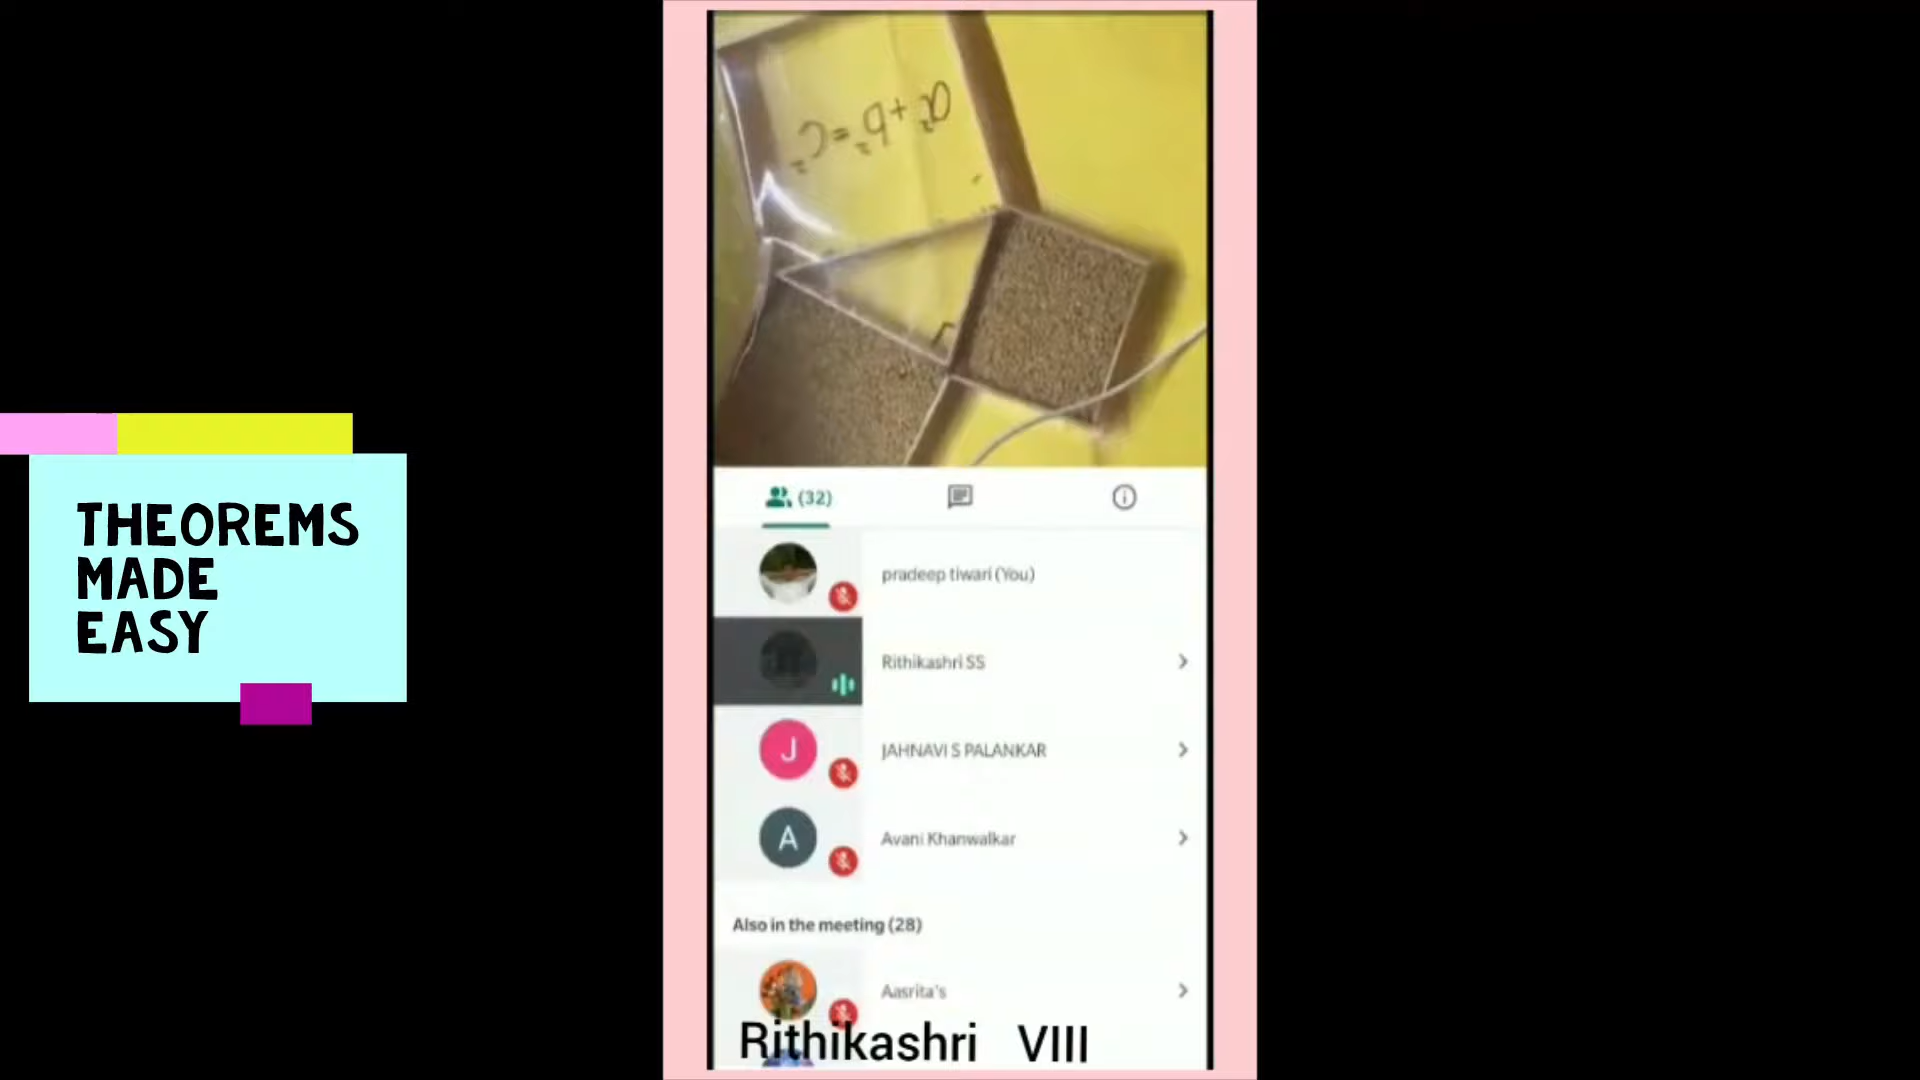 THEOREMS
MADE
EASY
a²+b²=c²
(32)
pradeep tiwari (You)
Rithikashri SS
J
JAHNAVI S PALANKAR
A
Avani Khanwalkar
Also in the meeting (28)
Aasrita's
Rithikashri VIII